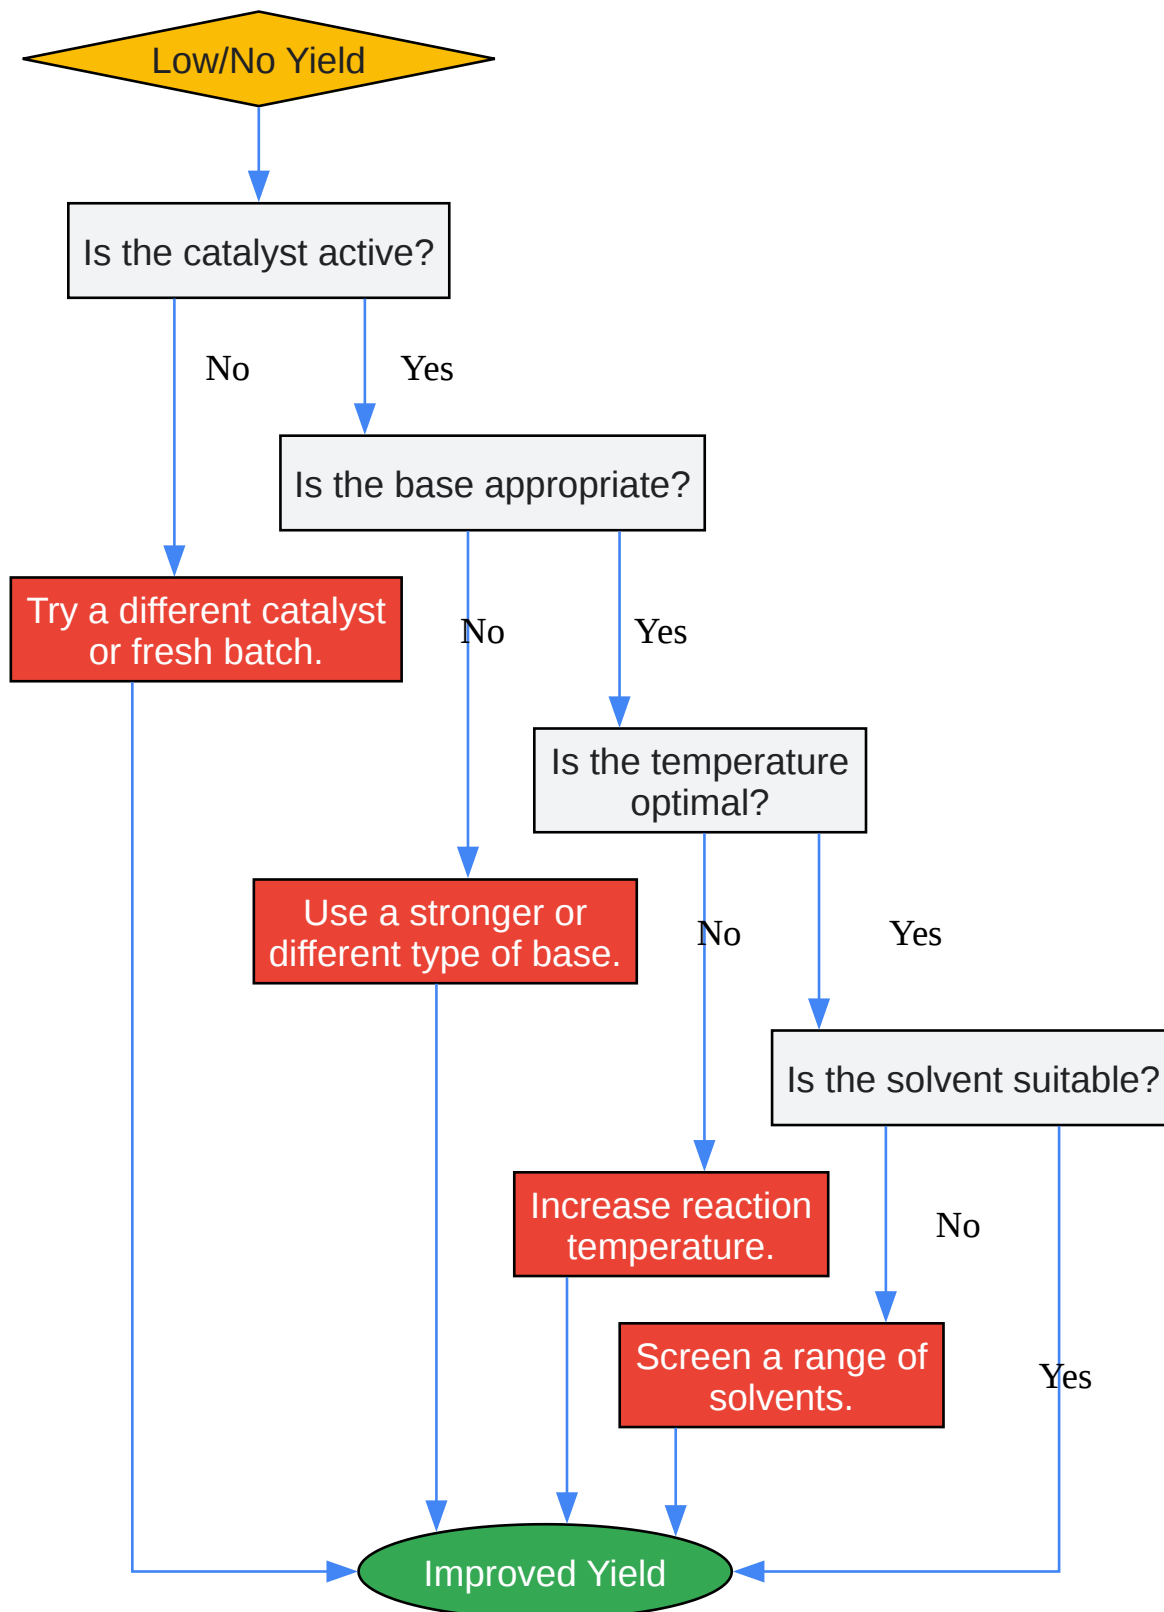 Low/No Yield
Is the catalyst active?
No
Yes
Is the base appropriate?
Try a different catalyst
or fresh batch.
No
Yes
Is the temperature
optimal?
Use a stronger or
different type of base.
No
Yes
Is the solvent suitable?
Increase reaction
temperature.
No
Screen a range of
solvents.
Yes
Improved Yield